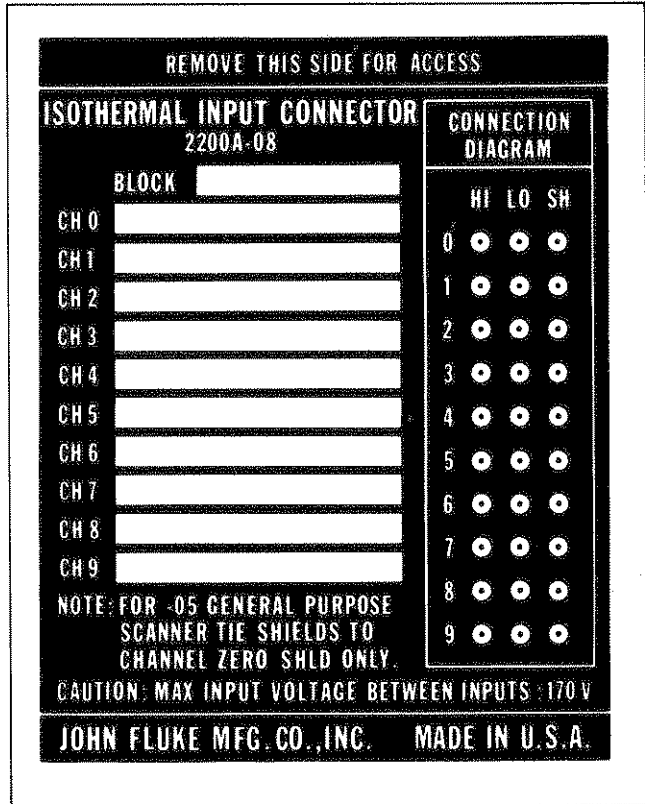 REMOVE THIS SIDE FOR ACCESS
ISOTHERMAL INPUT CONNECTOR
2200A-08
BLOCK
CH 0
CH 1
CH 2
CH 3
CH 4
CH 5
CH 6
CH 7
CH 8
CH 9
NOTE: FOR -05 GENERAL PURPOSE
SCANNER TIE SHIELDS TO
CHANNEL ZERO SHLD ONLY.
CONNECTION
DIAGRAM
HI LO SH
0
1
2
3
4
5
6
7
8
9
CAUTION: MAX INPUT VOLTAGE BETWEEN INPUTS :170 V
JOHN FLUKE MFG. CO., INC. MADE IN U.S.A.